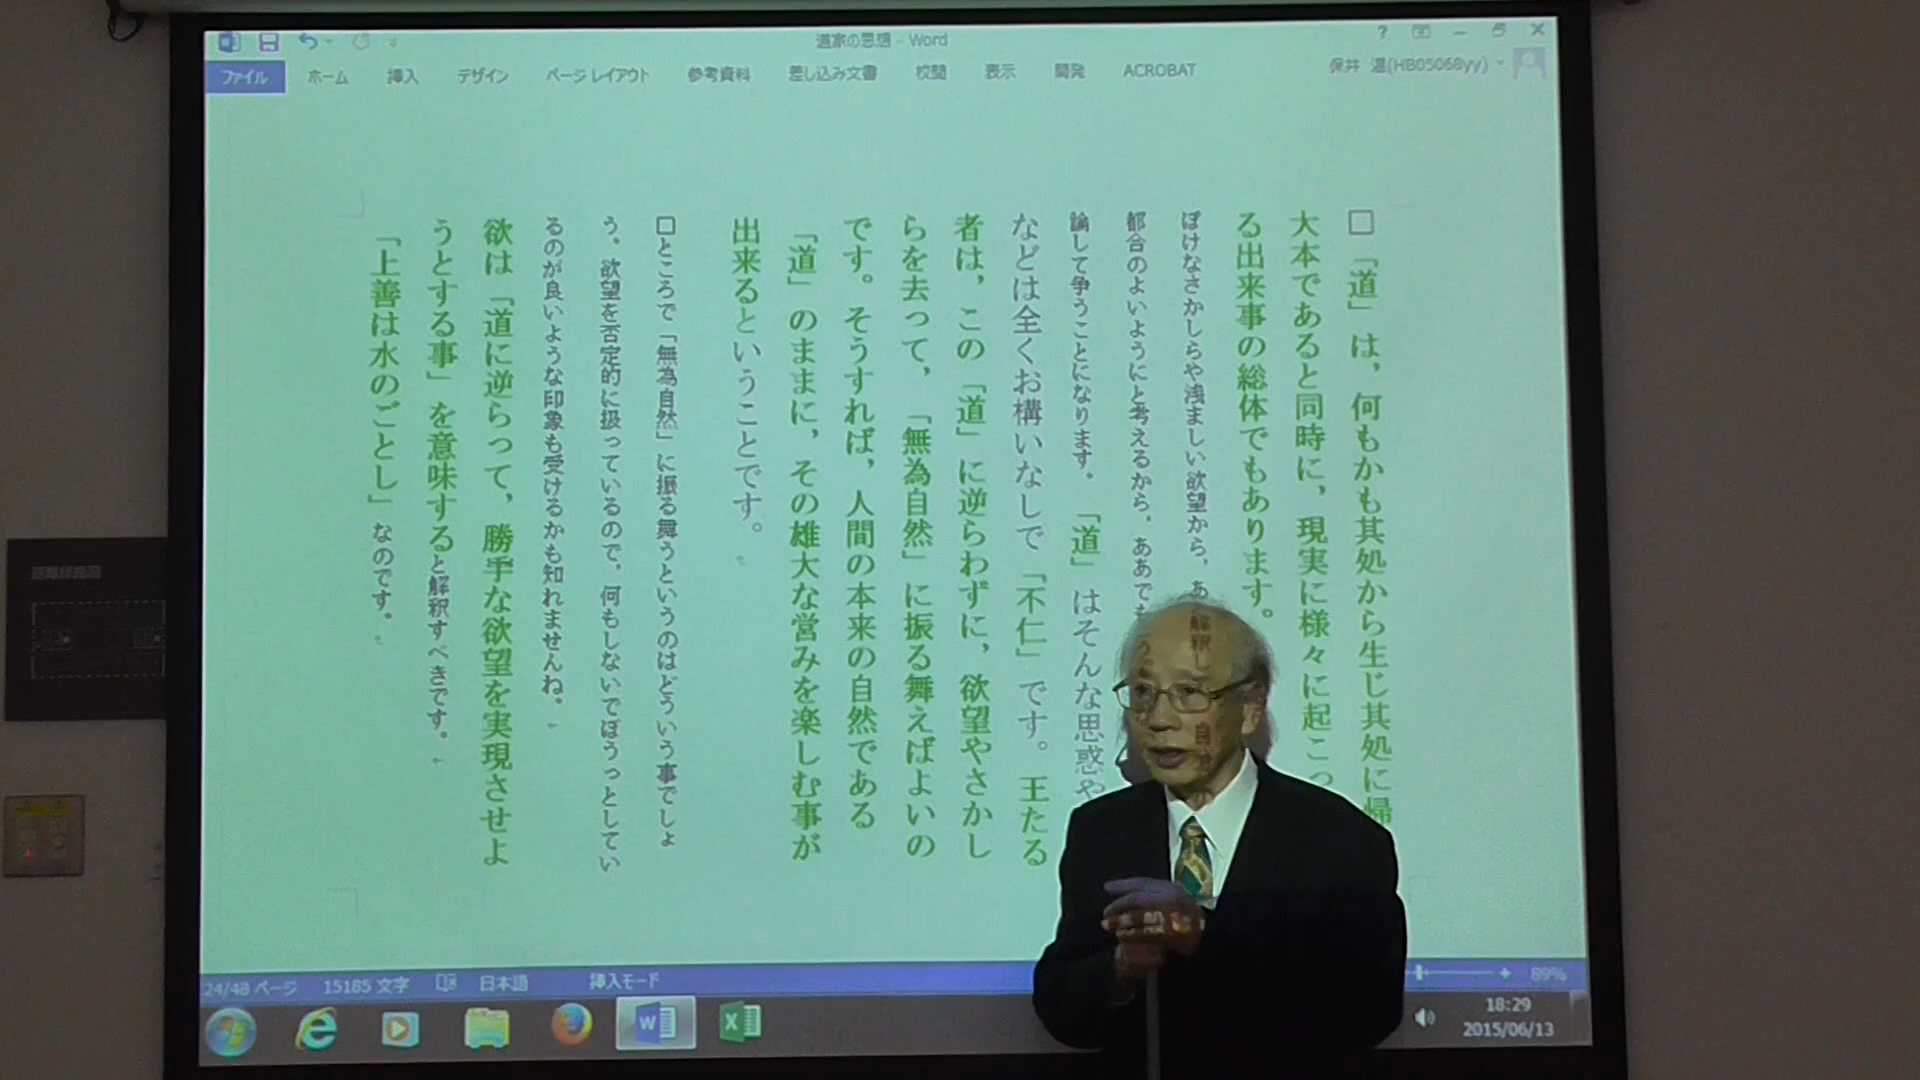 道家の思想 - Word
ファイル ホーム 挿入 デザイン ページ レイアウト 参考資料 差し込み文書 校閲 表示 開発 ACROBAT
(HB05068yy)
□「道」は，何もかも其処から生じ其処に帰
大本であると同時に，現実に様々に起こっ
る出来事の総体でもあります。
ぽけなさかしらや浅ましい欲望から，あ 解釈し 自
都合のよいようにと考えるから，ああでも
論して争うことになります。「道」はそんな思惑や
などは全くお構いなしで「不仁」です。王たる
者は，この「道」に逆らわずに，欲望やさかし
らを去って，「無為自然」に振る舞えばよいの
です。そうすれば，人間の本来の自然である
「道」のままに，その雄大な営みを楽しむ事が
出来るということです。
□ところで「無為自然」に振る舞うというのはどういう事でしょ
う。欲望を否定的に扱っているので，何もしないでぼうっとしてい
るのが良いような印象も受けるかも知れませんね。
欲は「道に逆らって，勝手な欲望を実現させよ
うとする事」を意味すると解釈すべきです。
「上善は水のごとし」なのです。
24/48 ページ 15185 文字 日本語 挿入モード 89%
18:29
2015/06/13